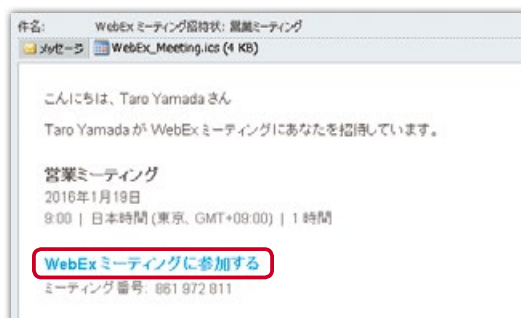 件名: WebEx ミーティング招待状: 営業ミーティング
メッセージ WebEx_Meeting.ics (4 KB)
こんにちは、Taro Yamada さん
Taro Yamada が WebEx ミーティングにあなたを招待しています。
営業ミーティング
2016年1月19日
9:00 | 日本時間 (東京、GMT+09:00) | 1 時間
WebEx ミーティングに参加する
ミーティング番号: 861 972 811